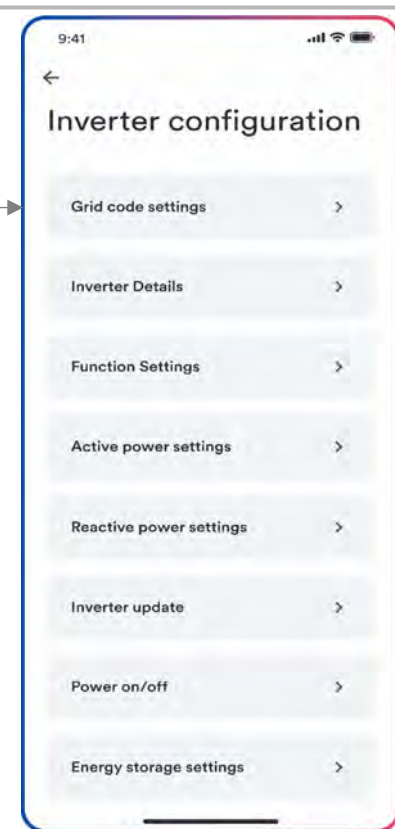 9:41
Inverter configuration
Grid code settings
Inverter Details
Function Settings
Active power settings
Reactive power settings
Inverter update
Power on/off
Energy storage settings